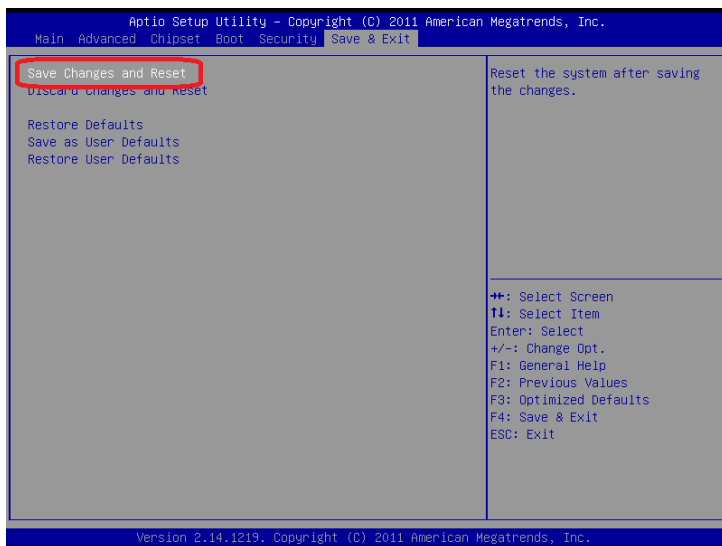 Aptio Setup Utility – Copyright (C) 2011 American Megatrends, Inc.
Main Advanced Chipset Boot Security Save & Exit
Save Changes and Reset
Discard Changes and Reset
Restore Defaults
Save as User Defaults
Restore User Defaults
Reset the system after saving
the changes.
→←: Select Screen
↑↓: Select Item
Enter: Select
+/-: Change Opt.
F1: General Help
F2: Previous Values
F3: Optimized Defaults
F4: Save & Exit
ESC: Exit
Version 2.14.1219. Copyright (C) 2011 American Megatrends, Inc.